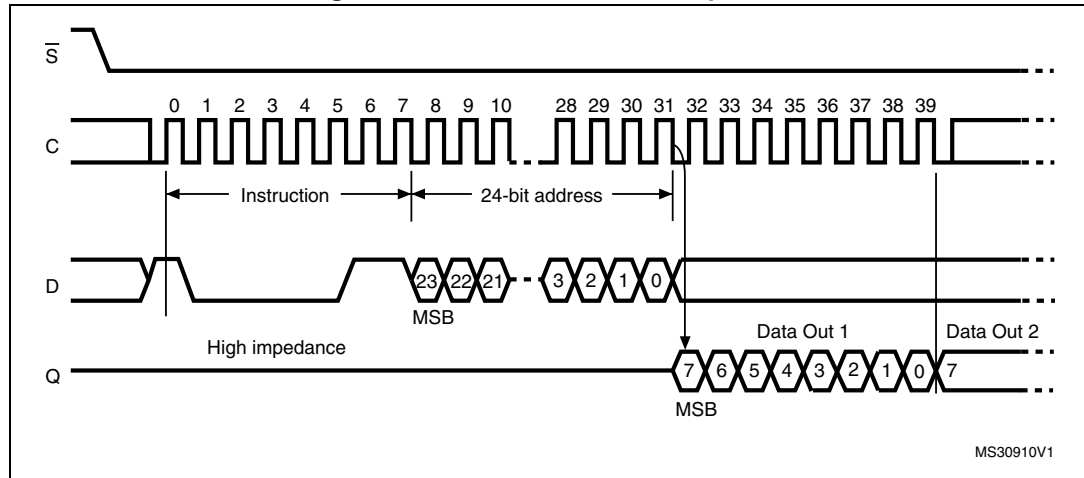 S
0 1 2 3 4 5 6 7 8 9 10 28 29 30 31 32 33 34 35 36 37 38 39
C
Instruction 24-bit address
D 23 22 21 3 2 1 0
MSB
High impedance Data Out 1 Data Out 2
Q 7 6 5 4 3 2 1 0 7
MSB
MS30910V1